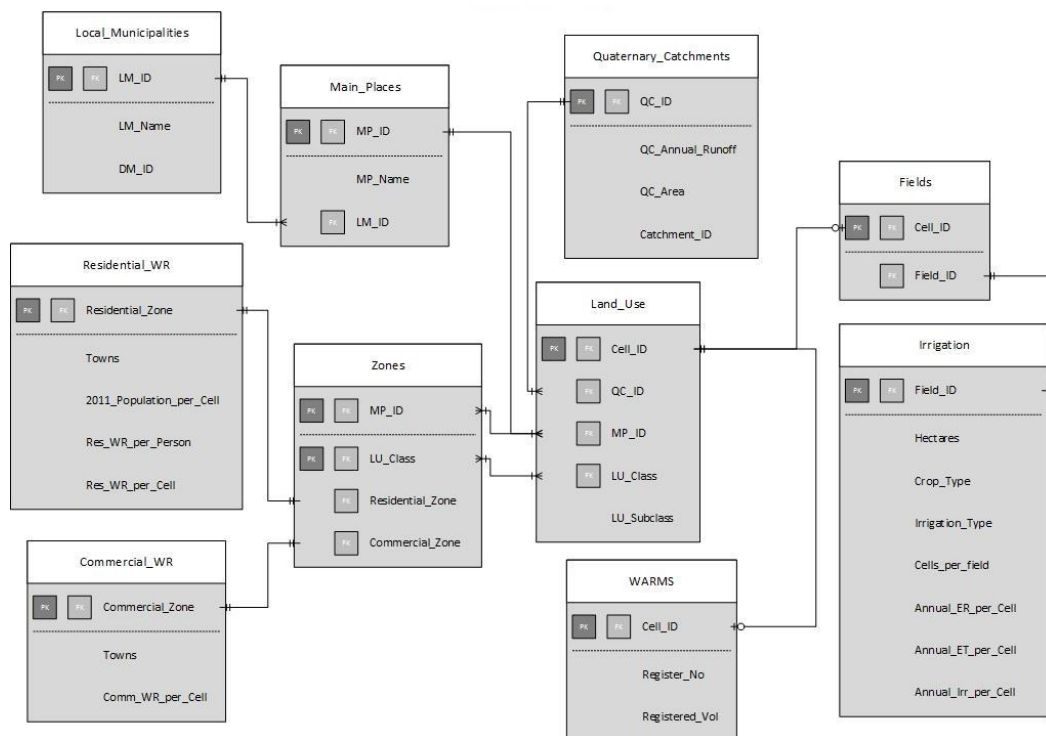 Local_Municipalities
PK FK LM_ID
LM_Name
DM_ID
Main_Places
PK FK MP_ID
MP_Name
FK LM_ID
Quaternary_Catchments
PK FK QC_ID
QC_Annual_Runoff
QC_Area
Catchment_ID
Fields
PK FK Cell_ID
FK Field_ID
Residential_WR
PK FK Residential_Zone
Towns
2011_Population_per_Cell
Res_WR_per_Person
Res_WR_per_Cell
Zones
PK FK MP_ID
PK FK LU_Class
FK Residential_Zone
FK Commercial_Zone
Land_Use
PK FK Cell_ID
FK QC_ID
FK MP_ID
FK LU_Class
LU_Subclass
Irrigation
PK FK Field_ID
Hectares
Crop_Type
Irrigation_Type
Cells_per_field
Annual_ER_per_Cell
Annual_ET_per_Cell
Annual_Irr_per_Cell
Commercial_WR
PK FK Commercial_Zone
Towns
Comm_WR_per_Cell
WARMS
PK FK Cell_ID
Register_No
Registered_Vol